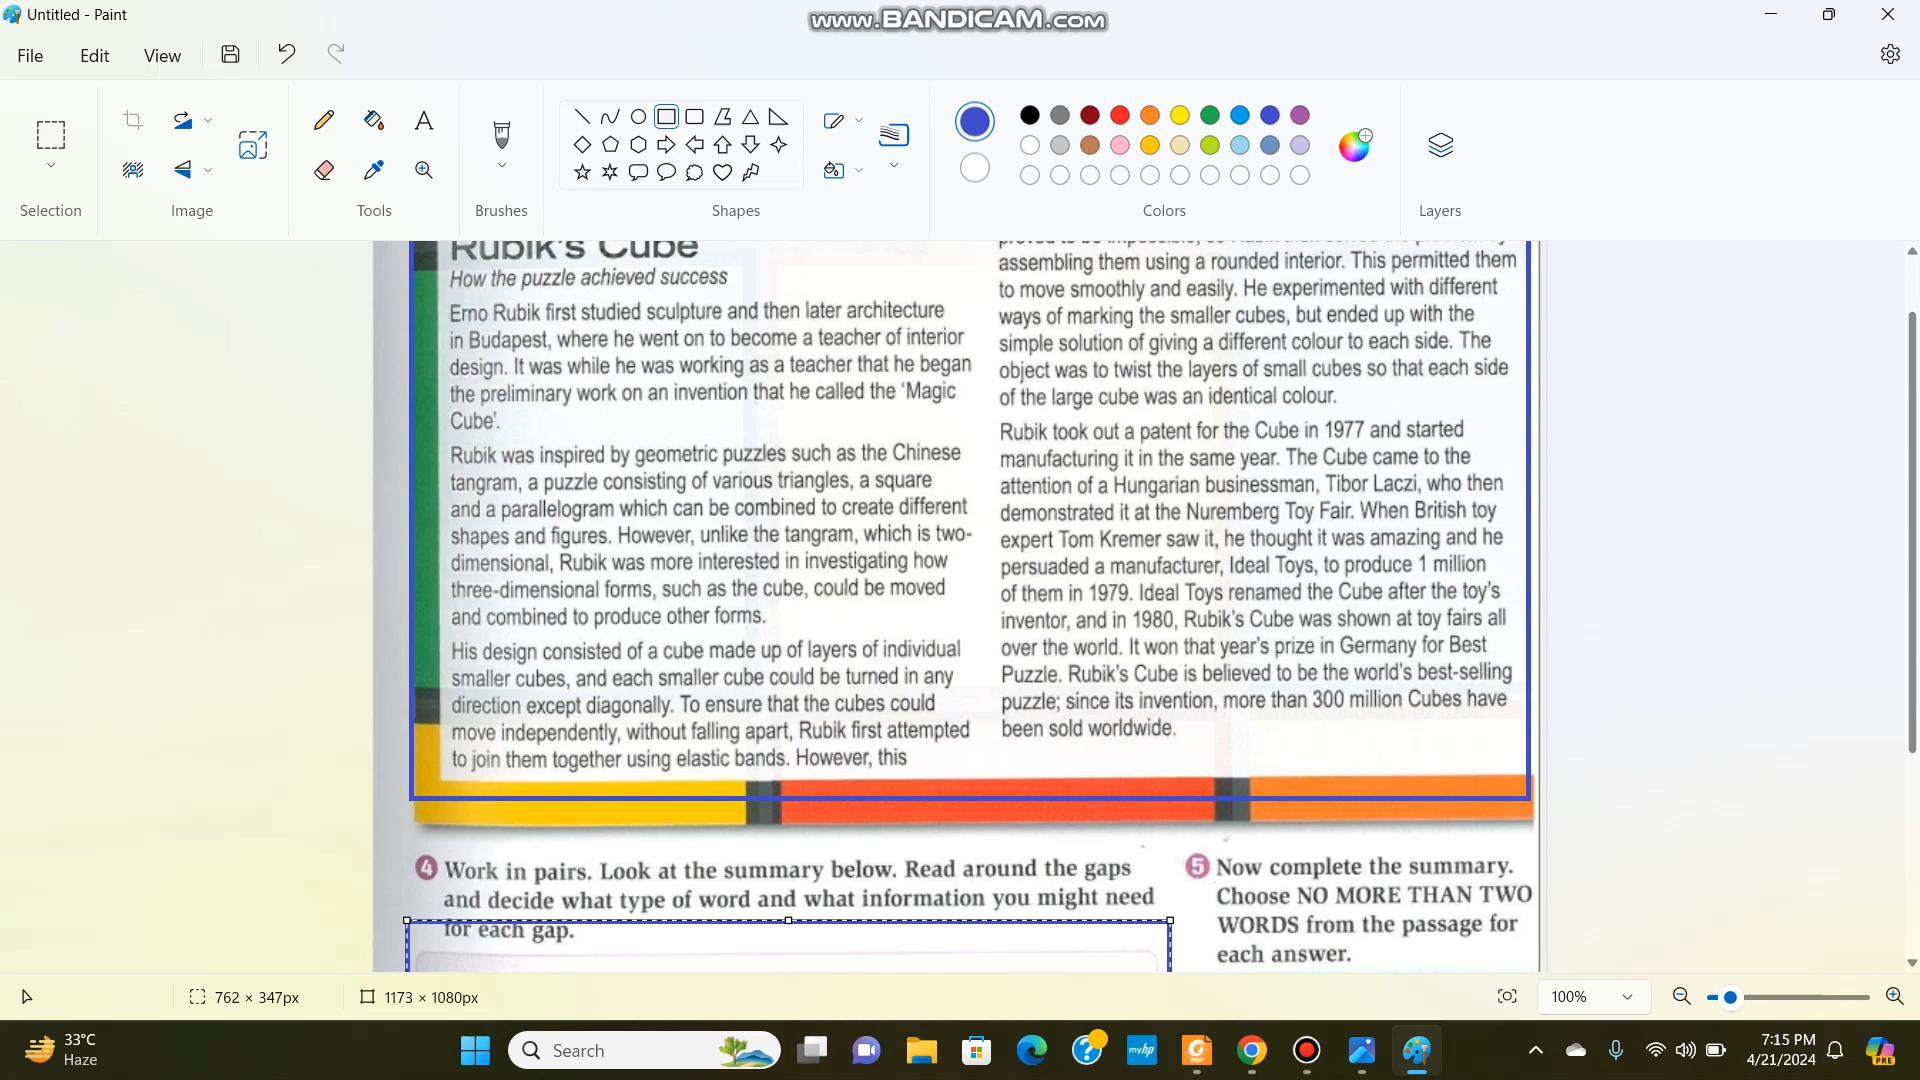 Untitled - Paint
www.BANDICAM.com
File
Edit
View
Selection
Image
Tools
Brushes
Shapes
Colors
Layers
Rubik's Cube
How the puzzle achieved success
Erno Rubik first studied sculpture and then later architecture
in Budapest, where he went on to become a teacher of interior
design. It was while he was working as a teacher that he began
the preliminary work on an invention that he called the 'Magic
Cube'.
Rubik was inspired by geometric puzzles such as the Chinese
tangram, a puzzle consisting of various triangles, a square
and a parallelogram which can be combined to create different
shapes and figures. However, unlike the tangram, which is two-
dimensional, Rubik was more interested in investigating how
three-dimensional forms, such as the cube, could be moved
and combined to produce other forms.
His design consisted of a cube made up of layers of individual
smaller cubes, and each smaller cube could be turned in any
direction except diagonally. To ensure that the cubes could
move independently, without falling apart, Rubik first attempted
to join them together using elastic bands. However, this
assembling them using a rounded interior. This permitted them
to move smoothly and easily. He experimented with different
ways of marking the smaller cubes, but ended up with the
simple solution of giving a different colour to each side. The
object was to twist the layers of small cubes so that each side
of the large cube was an identical colour.
Rubik took out a patent for the Cube in 1977 and started
manufacturing it in the same year. The Cube came to the
attention of a Hungarian businessman, Tibor Laczi, who then
demonstrated it at the Nuremberg Toy Fair. When British toy
expert Tom Kremer saw it, he thought it was amazing and he
persuaded a manufacturer, Ideal Toys, to produce 1 million
of them in 1979. Ideal Toys renamed the Cube after the toy's
inventor, and in 1980, Rubik's Cube was shown at toy fairs all
over the world. It won that year's prize in Germany for Best
Puzzle. Rubik's Cube is believed to be the world's best-selling
puzzle; since its invention, more than 300 million Cubes have
been sold worldwide.
4 Work in pairs. Look at the summary below. Read around the gaps
and decide what type of word and what information you might need
for each gap.
5 Now complete the summary.
Choose NO MORE THAN TWO
WORDS from the passage for
each answer.
762 × 347px
1173 × 1080px
100%
33°C
Haze
Search
myhp
PDF
7:15 PM
4/21/2024
PRE